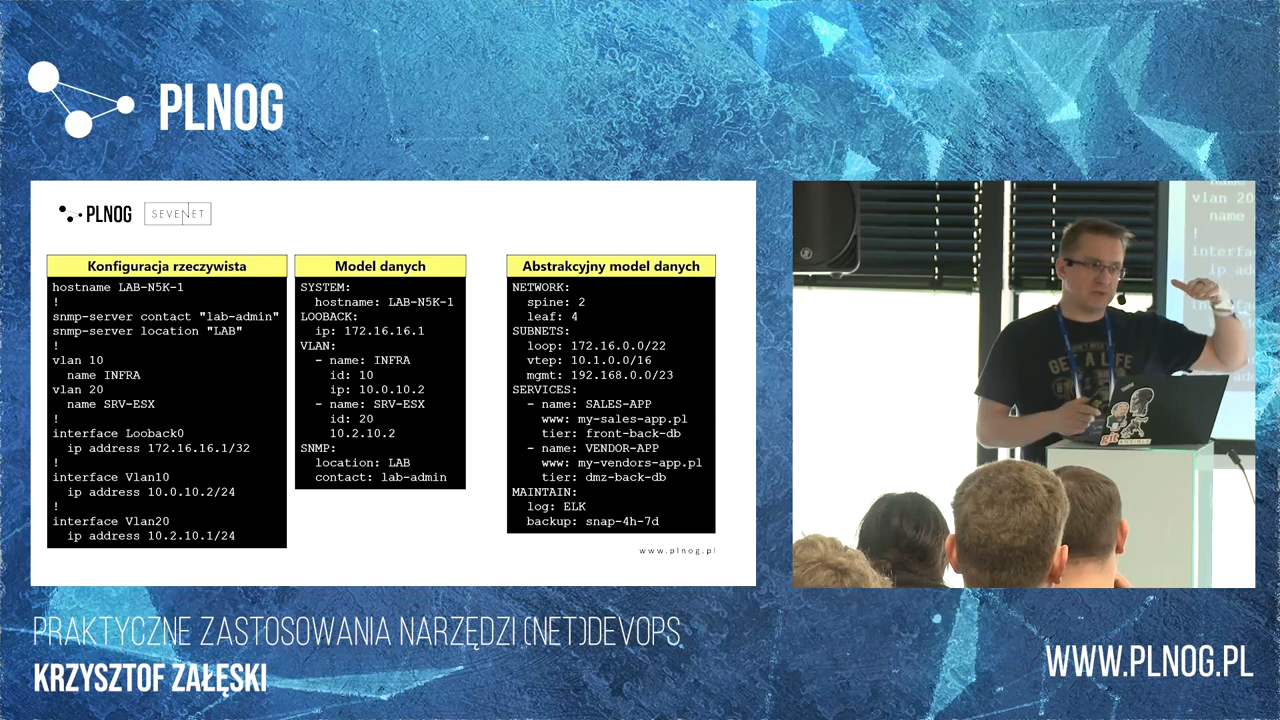 PLNOG
PLNOG
SEVENET
Konfiguracja rzeczywista
hostname LAB-N5K-1
!
snmp-server contact "lab-admin"
snmp-server location "LAB"
!
vlan 10
name INFRA
vlan 20
name SRV-ESX
!
interface Looback0
ip address 172.16.16.1/32
!
interface Vlan10
ip address 10.0.10.2/24
!
interface Vlan20
ip address 10.2.10.1/24
Model danych
SYSTEM:
hostname: LAB-N5K-1
LOOBACK:
ip: 172.16.16.1
VLAN:
- name: INFRA
id: 10
ip: 10.0.10.2
- name: SRV-ESX
id: 20
10.2.10.2
SNMP:
location: LAB
contact: lab-admin
Abstrakcyjny model danych
NETWORK:
spine: 2
leaf: 4
SUBNETS:
loop: 172.16.0.0/22
vtep: 10.1.0.0/16
mgmt: 192.168.0.0/23
SERVICES:
- name: SALES-APP
www: my-sales-app.pl
tier: front-back-db
- name: VENDOR-APP
www: my-vendors-app.pl
tier: dmz-back-db
MAINTAIN:
log: ELK
backup: snap-4h-7d
www.plnog.pl
vlan 20
name
!
interfa
ip add
GET A LIFE
git
ANSIBLE
PRAKTYCZNE ZASTOSOWANIA NARZĘDZI (NET)DEVOPS
KRZYSZTOF ZAŁĘSKI
WWW.PLNOG.PL